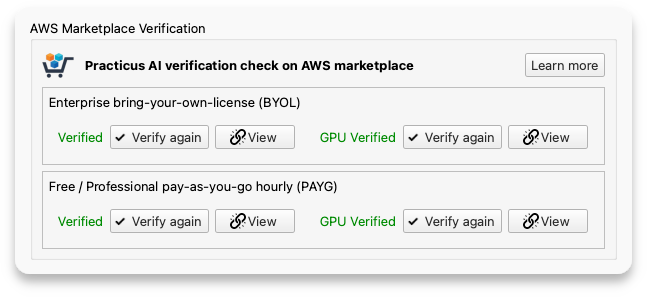 AWS Marketplace Verification
Practicus AI verification check on AWS marketplace Learn more
Enterprise bring-your-own-license (BYOL)
Verified Verify again View GPU Verified Verify again View
Free / Professional pay-as-you-go hourly (PAYG)
Verified Verify again View GPU Verified Verify again View